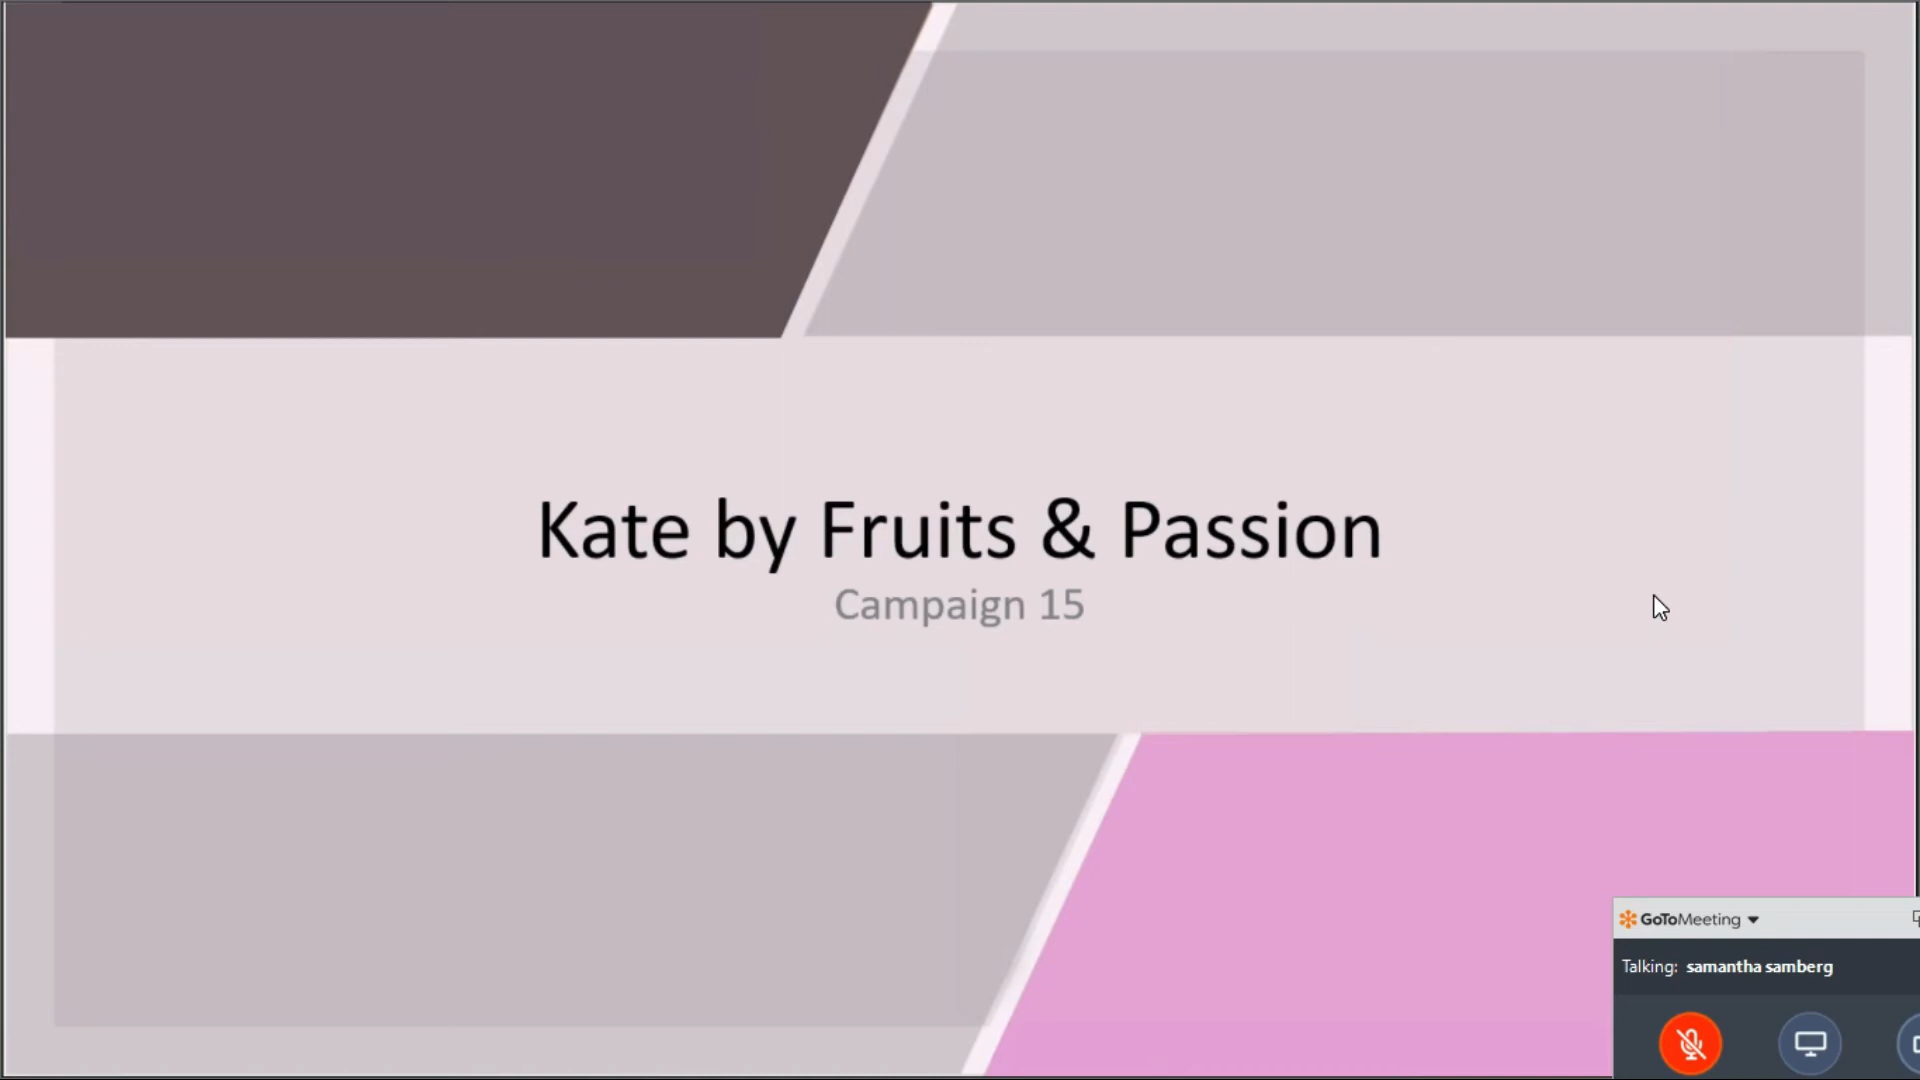 Kate by Fruits & Passion
Campaign 15
GoToMeeting
Talking: samantha samberg